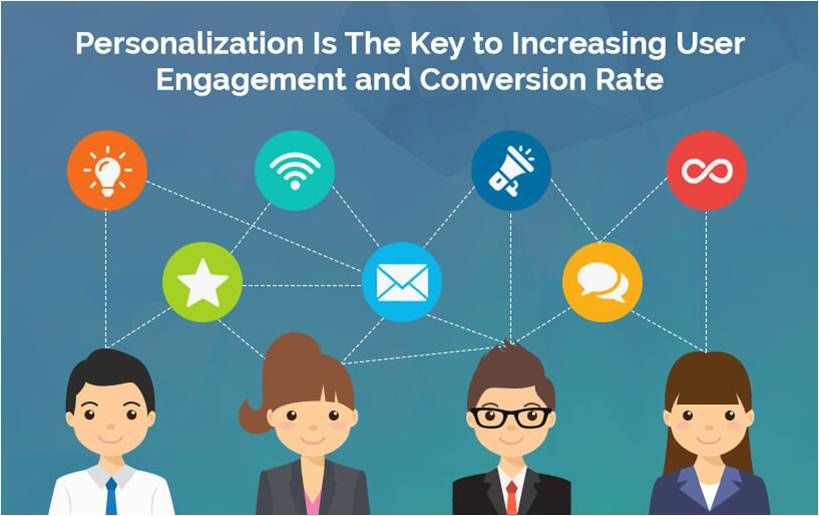 Personalization Is The Key to Increasing User
Engagement and Conversion Rate